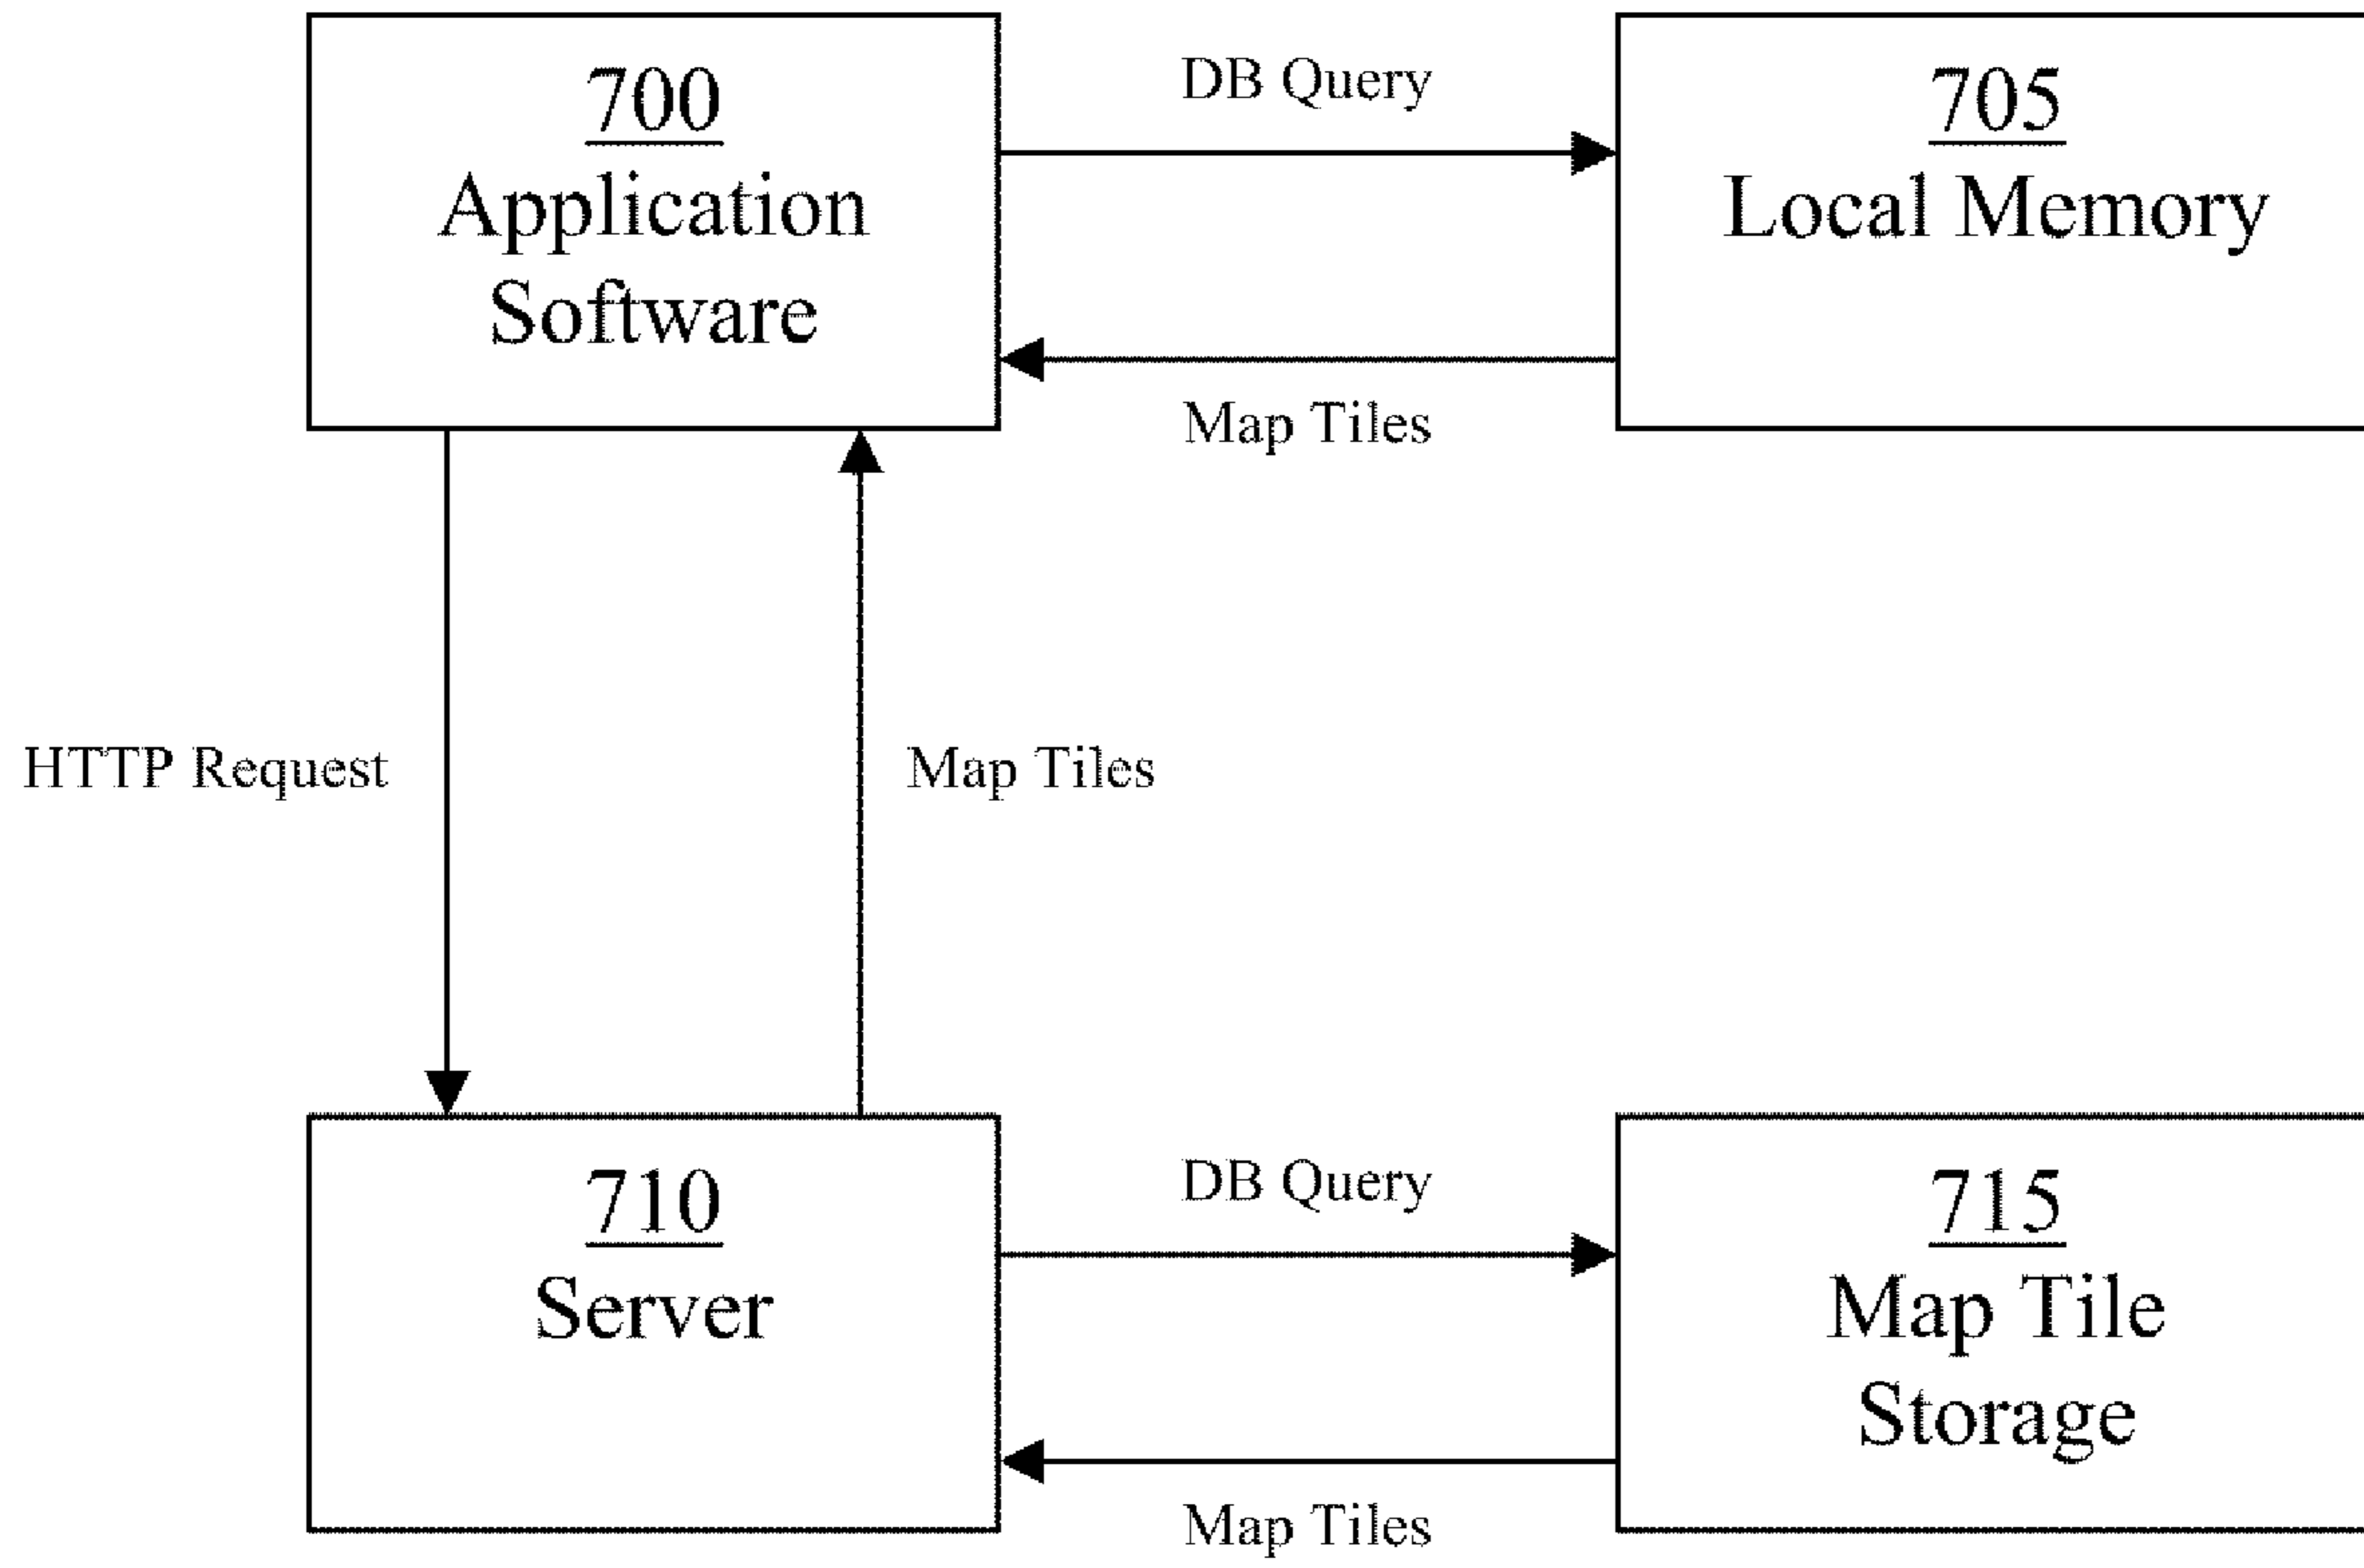 700
Application
Software
DB Query
705
Local Memory
Map Tiles
HTTP Request
Map Tiles
710
Server
DB Query
715
Map Tile
Storage
Map Tiles